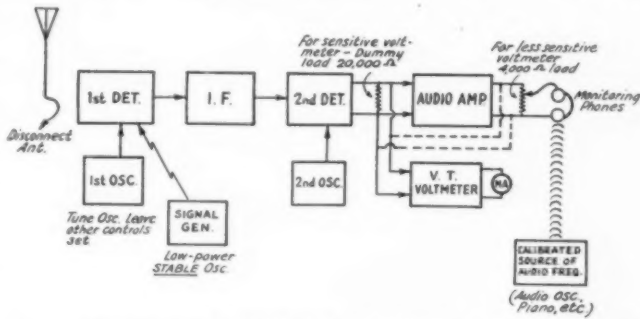 For sensitive volt-
meter - Dummy
load 20,000 Ω
For less sensitive
voltmeter
4,000 Ω load
1st DET.
I. F.
2nd DET.
AUDIO AMP.
Monitoring
Phones
Disconnect
Ant.
1st OSC.
2nd OSC.
V. T.
VOLTMETER
MA
Tune Osc. Leave
other controls
set
SIGNAL
GEN.
Low-power
STABLE Osc.
CALIBRATED
SOURCE OF
AUDIO FREQ.
(Audio OSC,
Piano, etc.)